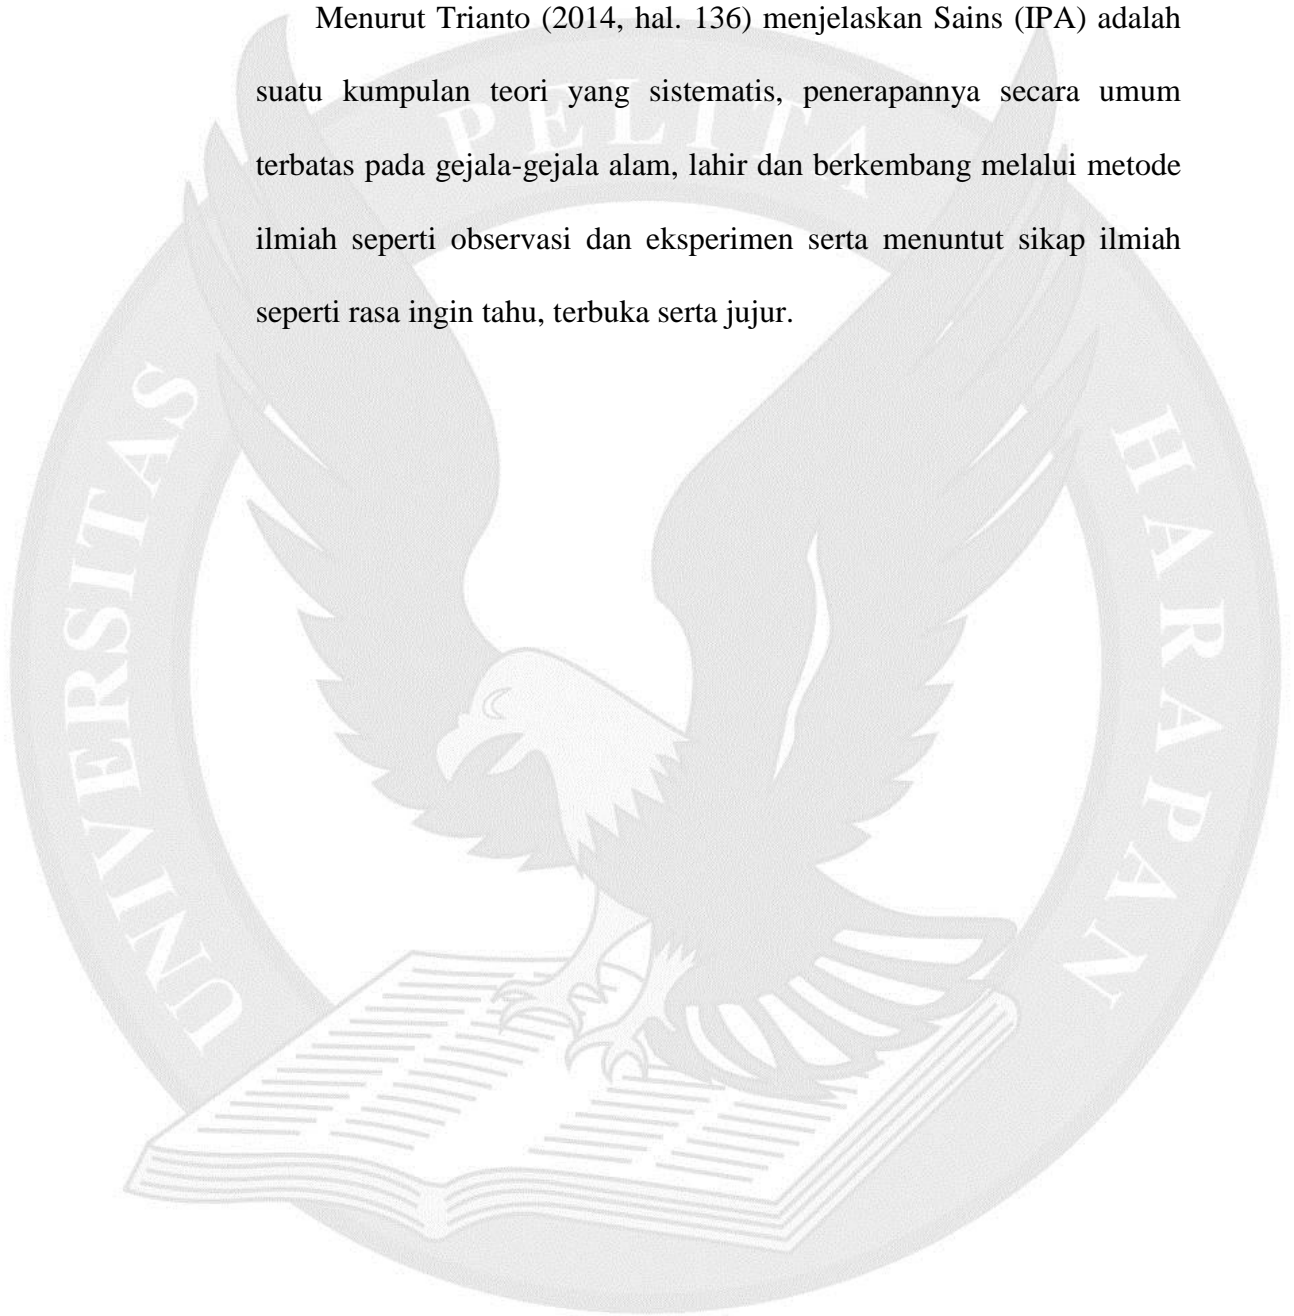 Menurut Trianto (2014, hal. 136) menjelaskan Sains (IPA) adalah
suatu kumpulan teori yang sistematis, penerapannya secara umum
terbatas pada gejala-gejala alam, lahir dan berkembang melalui metode
ilmiah seperti observasi dan eksperimen serta menuntut sikap ilmiah
seperti rasa ingin tahu, terbuka serta jujur.
UNIVERSITAS
PELITA
HARAPAN